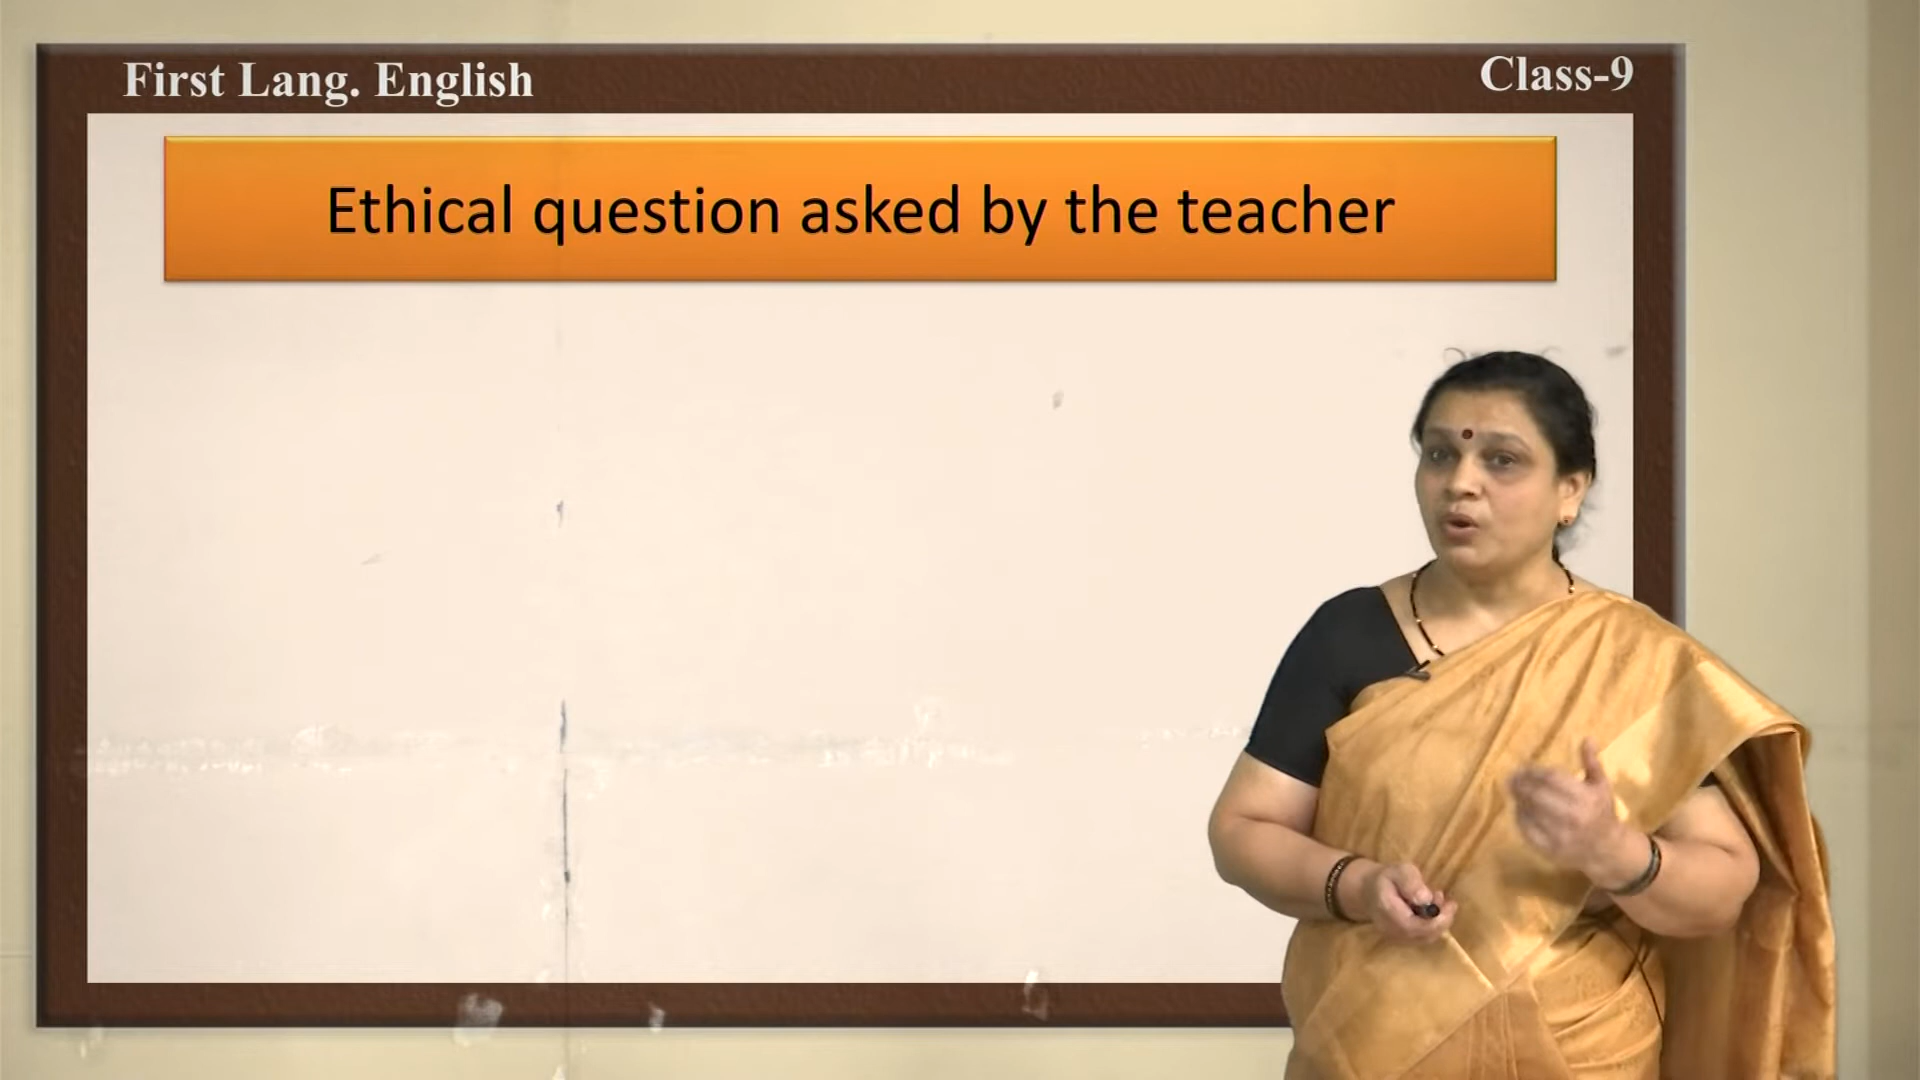 First Lang. English
Class-9
Ethical question asked by the teacher